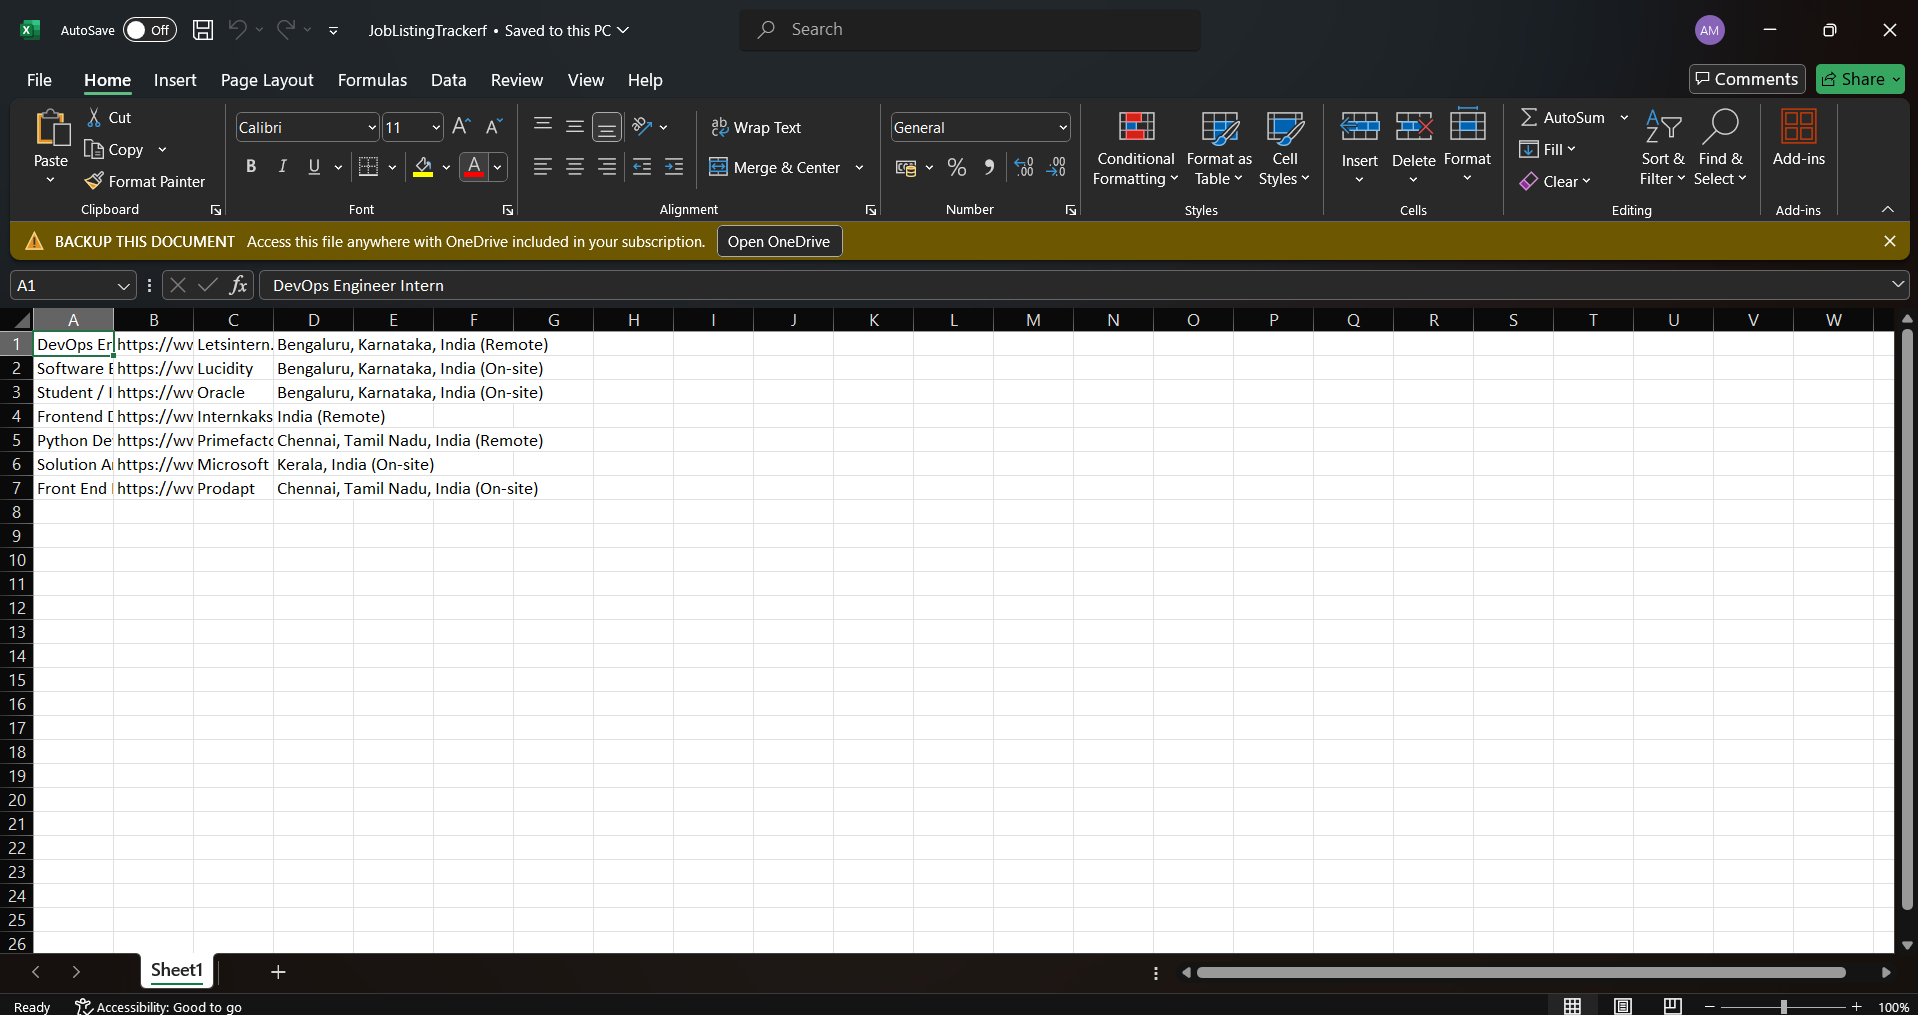 AutoSave Off JobListingTrackerf • Saved to this PC Search AM
File Home Insert Page Layout Formulas Data Review View Help Comments Share
Paste Cut Copy Format Painter Clipboard
Calibri 11 B I U A Font
Wrap Text Merge & Center Alignment
General % Number
Conditional Formatting Format as Table Cell Styles Styles
Insert Delete Format Cells
AutoSum Fill Clear Sort & Filter Find & Select Editing
Add-ins Add-ins
BACKUP THIS DOCUMENT Access this file anywhere with OneDrive included in your subscription. Open OneDrive
A1 fx DevOps Engineer Intern
A B C D E F G H I J K L M N O P Q R S T U V W
1 DevOps Er https://wv Letsintern. Bengaluru, Karnataka, India (Remote)
2 Software E https://wv Lucidity Bengaluru, Karnataka, India (On-site)
3 Student / I https://wv Oracle Bengaluru, Karnataka, India (On-site)
4 Frontend D https://wv Internkaks India (Remote)
5 Python De https://wv Primefacto Chennai, Tamil Nadu, India (Remote)
6 Solution A https://wv Microsoft Kerala, India (On-site)
7 Front End https://wv Prodapt Chennai, Tamil Nadu, India (On-site)
8
9
10
11
12
13
14
15
16
17
18
19
20
21
22
23
24
25
26
Sheet1
Ready Accessibility: Good to go 100%